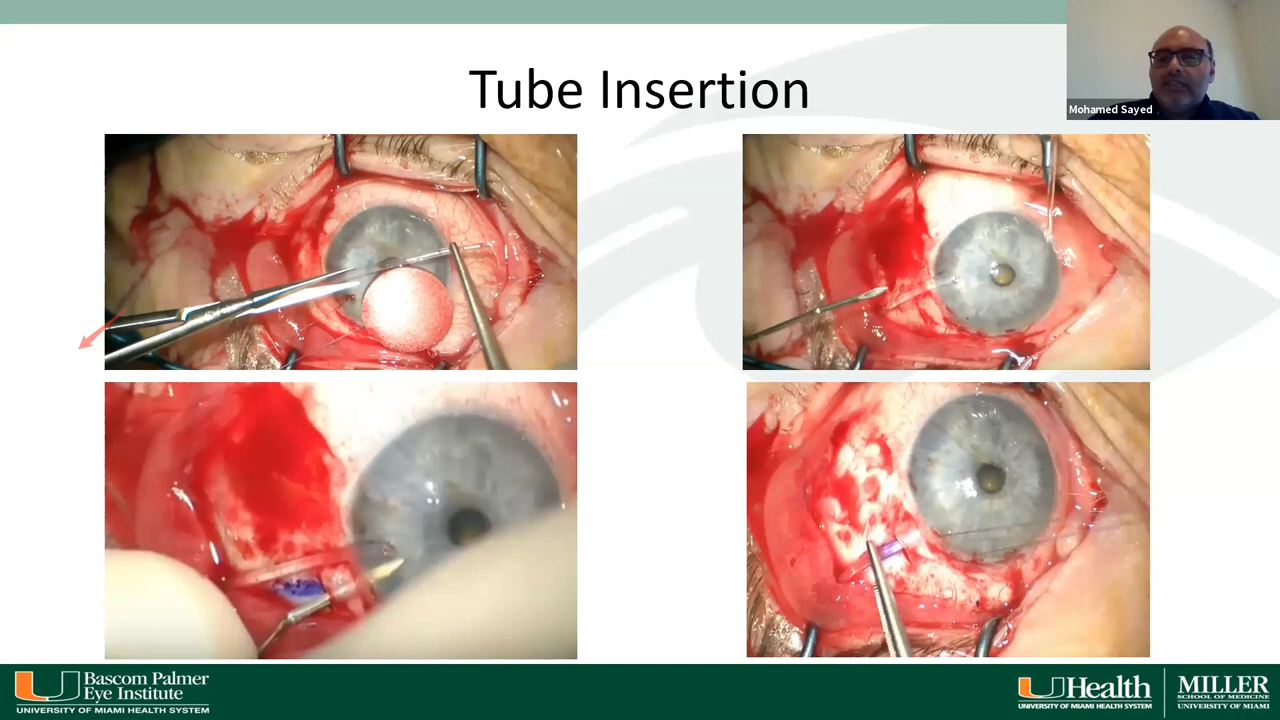 Tube Insertion
Mohamed Sayed
Bascom Palmer
Eye Institute
UNIVERSITY OF MIAMI HEALTH SYSTEM
UHealth
UNIVERSITY OF MIAMI HEALTH SYSTEM
MILLER
SCHOOL OF MEDICINE
UNIVERSITY OF MIAMI